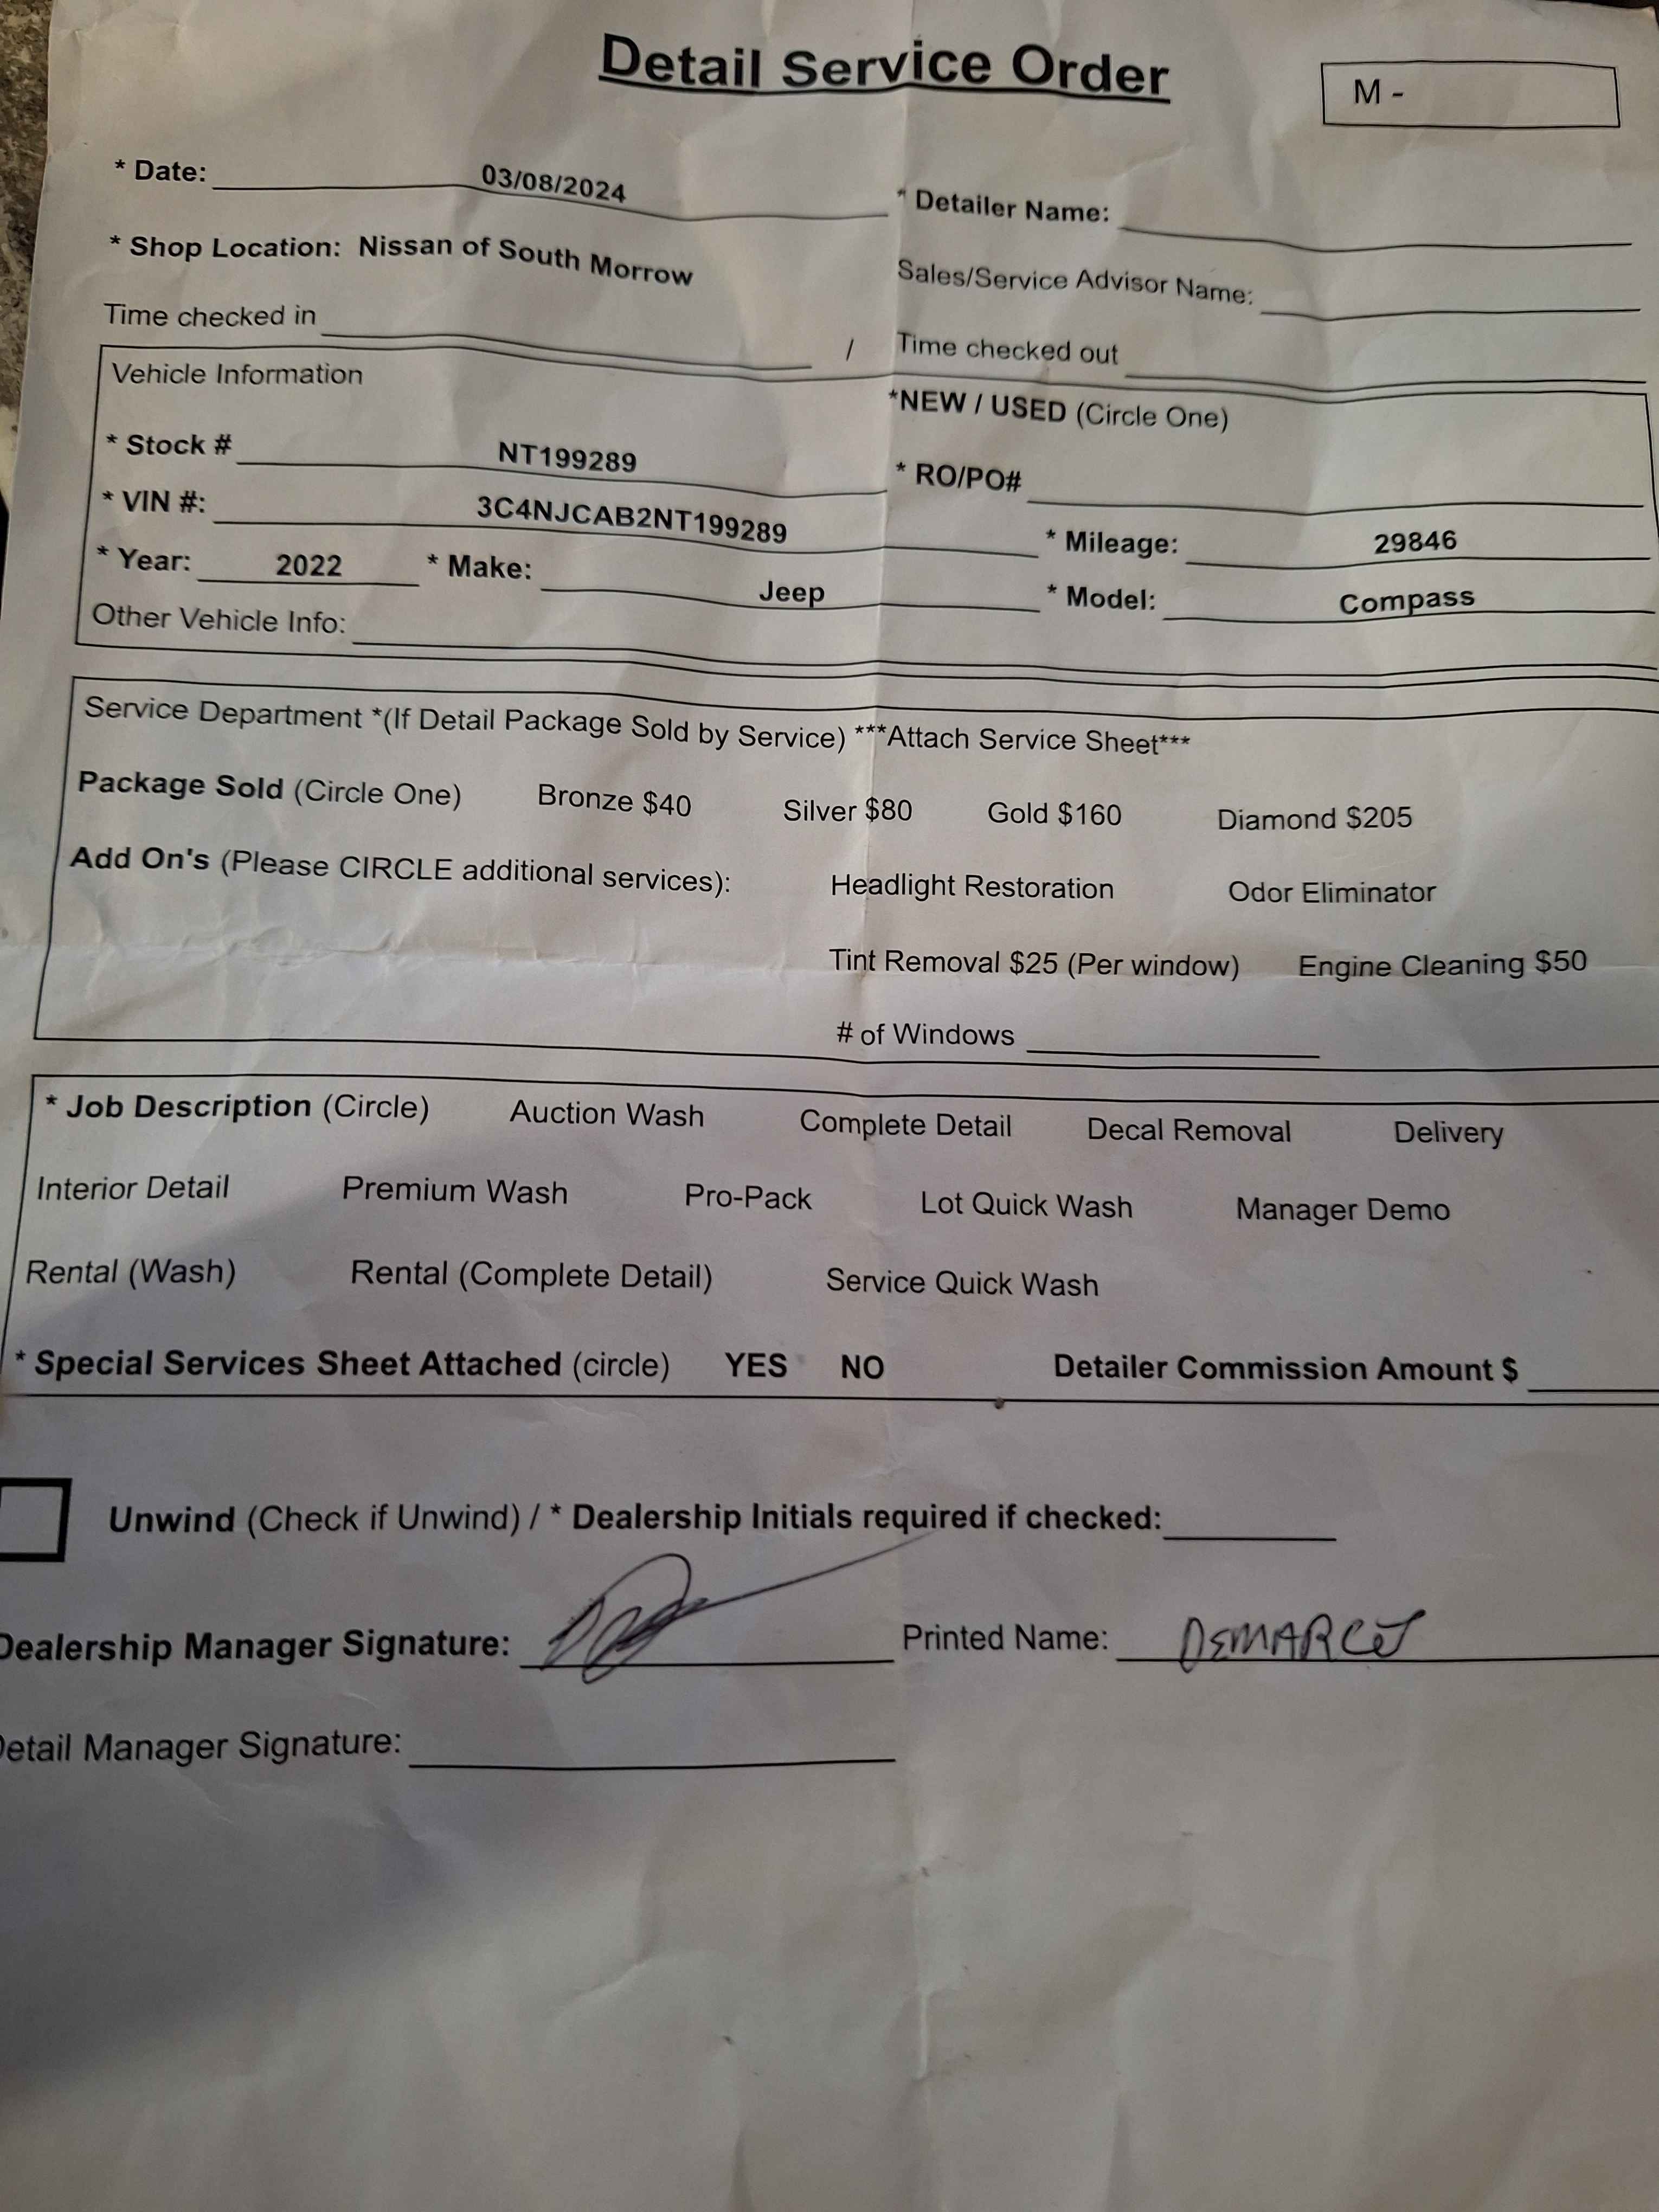 Detail Service Order
M -
* Date: 03/08/2024
* Detailer Name:
* Shop Location: Nissan of South Morrow
Sales/Service Advisor Name:
Time checked in / Time checked out
Vehicle Information
*NEW / USED (Circle One)
* Stock # NT199289
* RO/PO#
* VIN #: 3C4NJCAB2NT199289
* Mileage: 29846
* Year: 2022 * Make: Jeep * Model: Compass
Other Vehicle Info:
Service Department *(If Detail Package Sold by Service) ***Attach Service Sheet***
Package Sold (Circle One) Bronze $40 Silver $80 Gold $160 Diamond $205
Add On's (Please CIRCLE additional services): Headlight Restoration Odor Eliminator
Tint Removal $25 (Per window) Engine Cleaning $50
# of Windows
* Job Description (Circle) Auction Wash Complete Detail Decal Removal Delivery
Interior Detail Premium Wash Pro-Pack Lot Quick Wash Manager Demo
Rental (Wash) Rental (Complete Detail) Service Quick Wash
* Special Services Sheet Attached (circle) YES NO Detailer Commission Amount $
Unwind (Check if Unwind) / * Dealership Initials required if checked:
Dealership Manager Signature: Printed Name:
Detail Manager Signature: